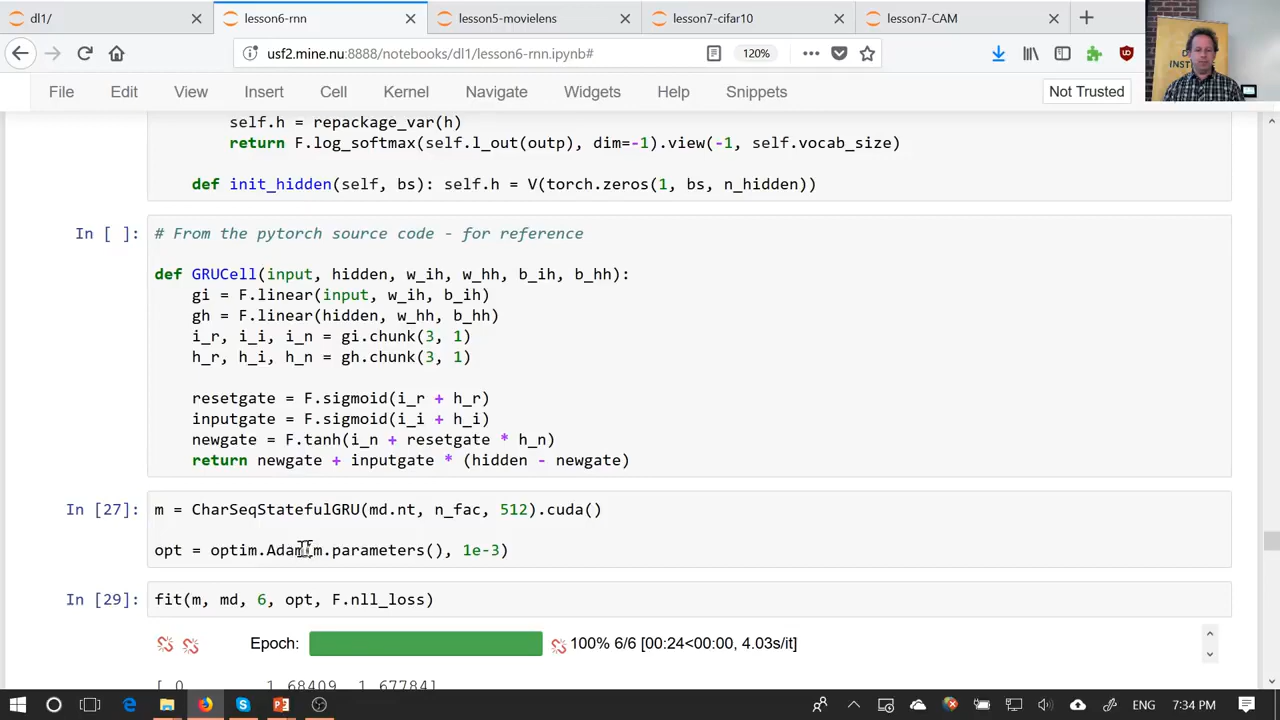 dl1/
lesson6-rnn
lesson5-movielens
lesson7-cifar10
lesson7-CAM
usf2.mine.nu:8888/notebooks/dl1/lesson6-rnn.ipynb#
120%
INST
File Edit View Insert Cell Kernel Navigate Widgets Help Snippets
Not Trusted
self.h = repackage_var(h)
return F.log_softmax(self.l_out(outp), dim=-1).view(-1, self.vocab_size)
def init_hidden(self, bs): self.h = V(torch.zeros(1, bs, n_hidden))
In [ ]:
# From the pytorch source code - for reference
def GRUCell(input, hidden, w_ih, w_hh, b_ih, b_hh):
gi = F.linear(input, w_ih, b_ih)
gh = F.linear(hidden, w_hh, b_hh)
i_r, i_i, i_n = gi.chunk(3, 1)
h_r, h_i, h_n = gh.chunk(3, 1)
resetgate = F.sigmoid(i_r + h_r)
inputgate = F.sigmoid(i_i + h_i)
newgate = F.tanh(i_n + resetgate * h_n)
return newgate + inputgate * (hidden - newgate)
In [27]: m = CharSeqStatefulGRU(md.nt, n_fac, 512).cuda()
opt = optim.Adam(m.parameters(), 1e-3)
In [29]: fit(m, md, 6, opt, F.nll_loss)
Epoch: 100% 6/6 [00:24<00:00, 4.03s/it]
[ 0. 1.68409 1.677841
ENG 7:34 PM